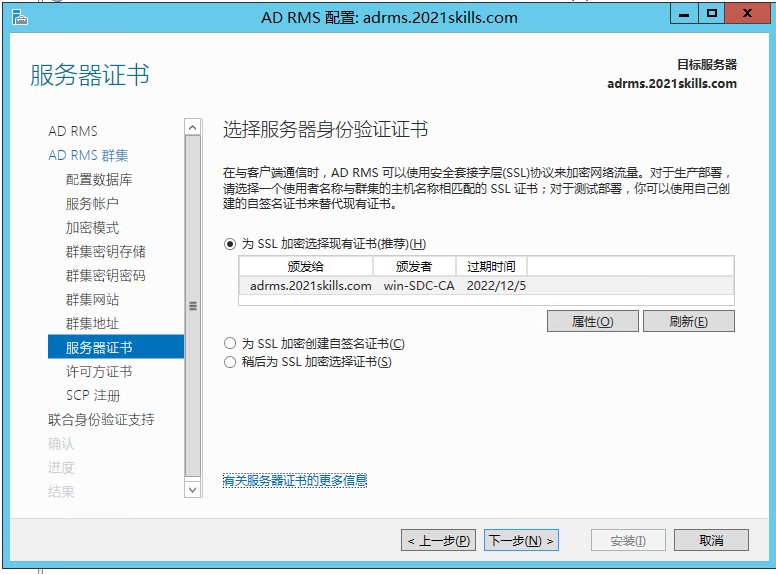 AD RMS 配置: adrms.2021skills.com
服务器证书
目标服务器
adrms.2021skills.com
AD RMS
AD RMS 群集
配置数据库
服务帐户
加密模式
群集密钥存储
群集密钥密码
群集网站
群集地址
服务器证书
许可方证书
SCP 注册
联合身份验证支持
确认
进度
结果
选择服务器身份验证证书
在与客户端通信时，AD RMS 可以使用安全套接字层(SSL)协议来加密网络流量。对于生产部署，
请选择一个使用者名称与群集的主机名称相匹配的 SSL 证书；对于测试部署，你可以使用自己创
建的自签名证书来替代现有证书。
为 SSL 加密选择现有证书(推荐)(H)
颁发给 颁发者 过期时间
adrms.2021skills.com win-SDC-CA 2022/12/5
属性(O) 刷新(E)
为 SSL 加密创建自签名证书(C)
稍后为 SSL 加密选择证书(S)
有关服务器证书的更多信息
< 上一步(P) 下一步(N) > 安装(I) 取消